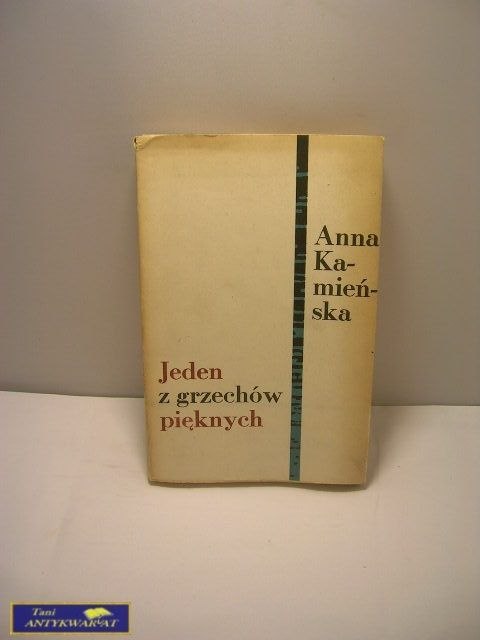 Anna
Ka-
mień-
ska
Jeden
z grzechów
pięknych
Tani
ANTYKWARIAT